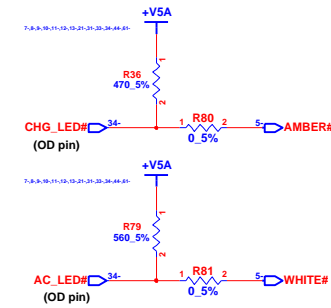 +V5A
7-,8-,9-,10-,11-,12-,13-,21-,31-,33-,34-,44-,61-
1
R36
470_5%
2
CHG_LED# 34- 1 R80 2 5- AMBER#
(OD pin) 0_5%
+V5A
7-,8-,9-,10-,11-,12-,13-,21-,31-,33-,34-,44-,61-
1
R79
560_5%
2
AC_LED# 34- 1 R81 2 5- WHITE#
(OD pin) 0_5%